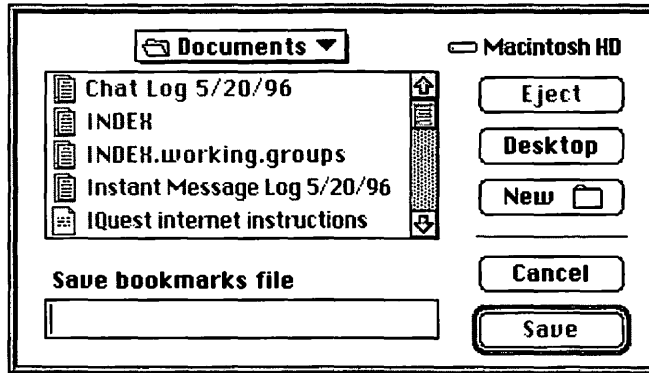 Documents
Macintosh HD
Chat Log 5/20/96
INDEX
INDEX.working.groups
Instant Message Log 5/20/96
IQuest internet instructions
Eject
Desktop
New
Save bookmarks file
Cancel
Save